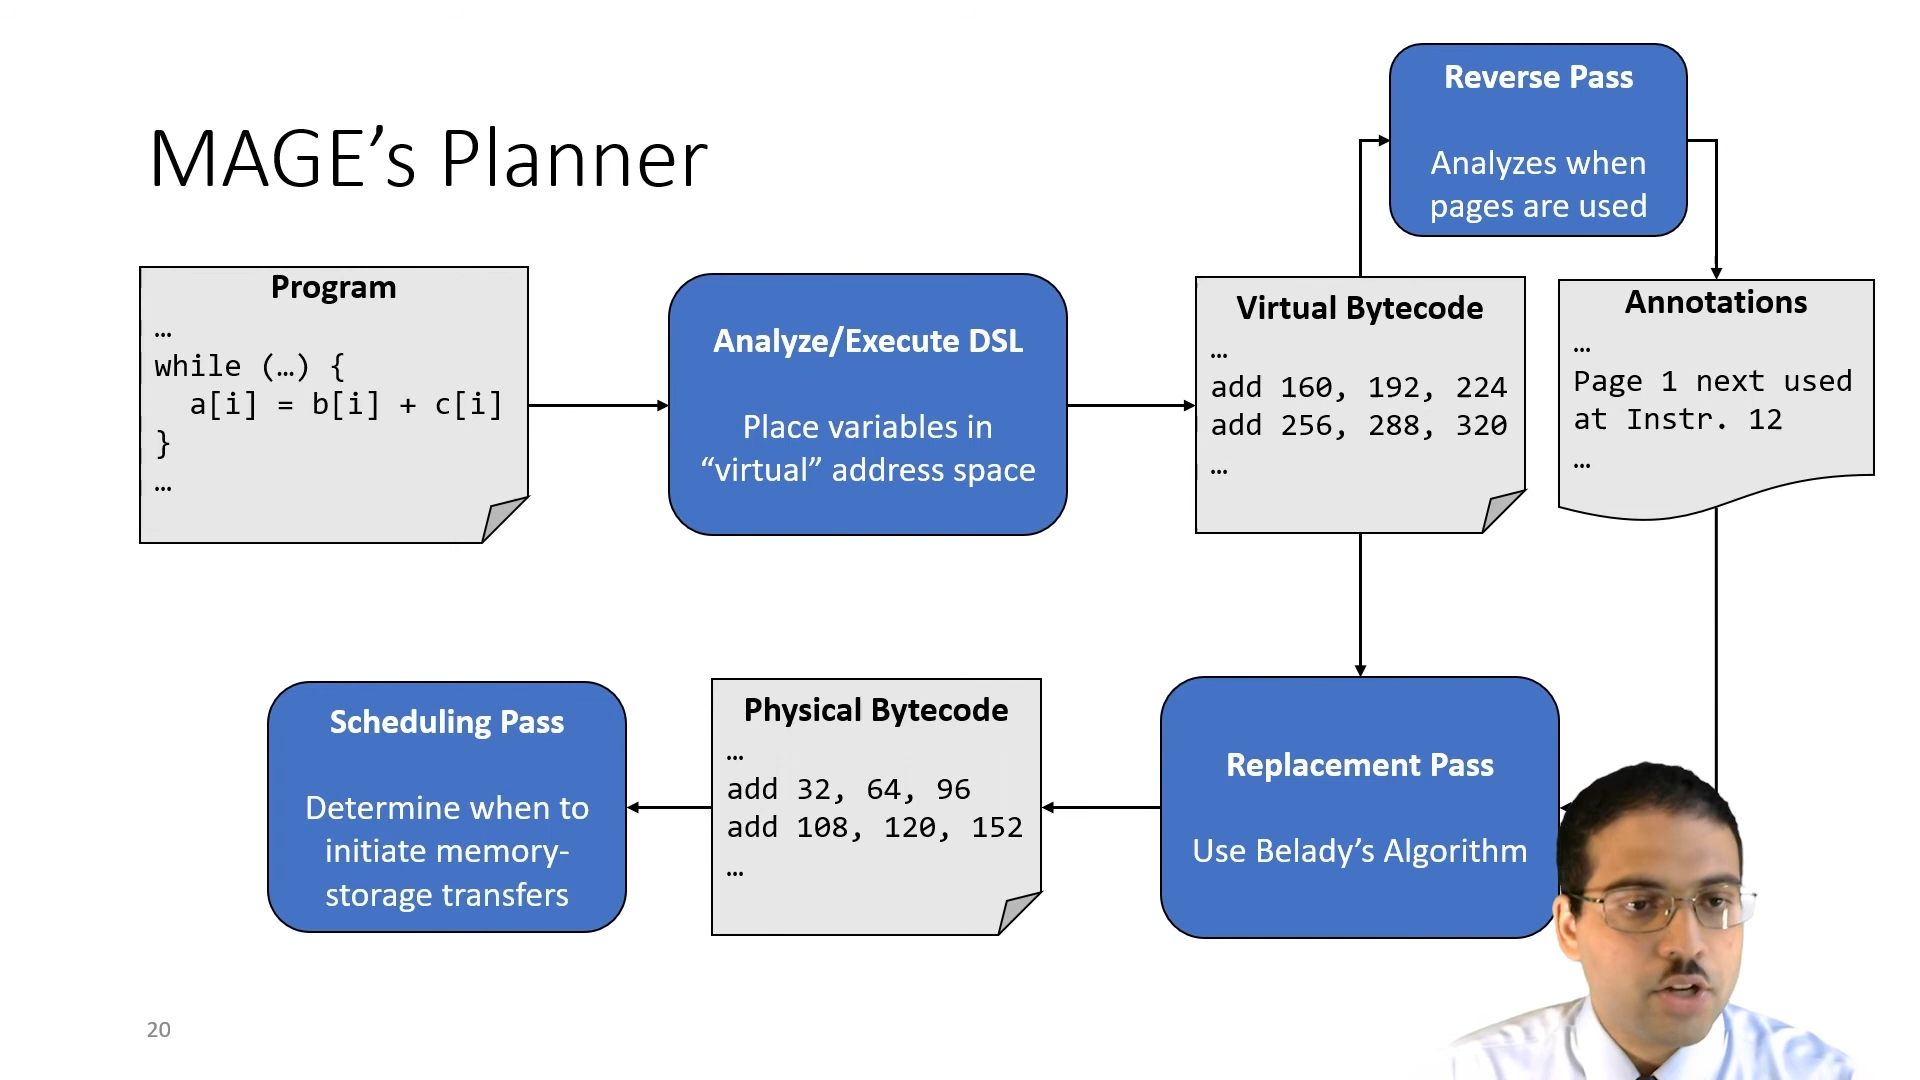 MAGE’s Planner
Reverse Pass
Analyzes when
pages are used
Program
…
while (…) {
a[i] = b[i] + c[i]
}
…
Analyze/Execute DSL
Place variables in
“virtual” address space
Virtual Bytecode
…
add 160, 192, 224
add 256, 288, 320
…
Annotations
…
Page 1 next used
at Instr. 12
…
Scheduling Pass
Determine when to
initiate memory-
storage transfers
Physical Bytecode
…
add 32, 64, 96
add 108, 120, 152
…
Replacement Pass
Use Belady’s Algorithm
20